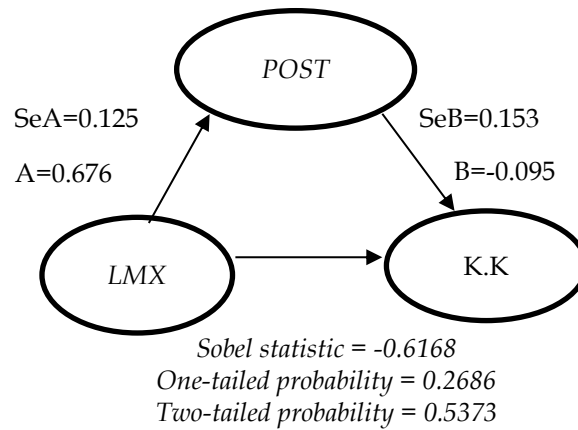 POST
SeA=0.125
SeB=0.153
A=0.676
B=-0.095
LMX
K.K
Sobel statistic = -0.6168
One-tailed probability = 0.2686
Two-tailed probability = 0.5373